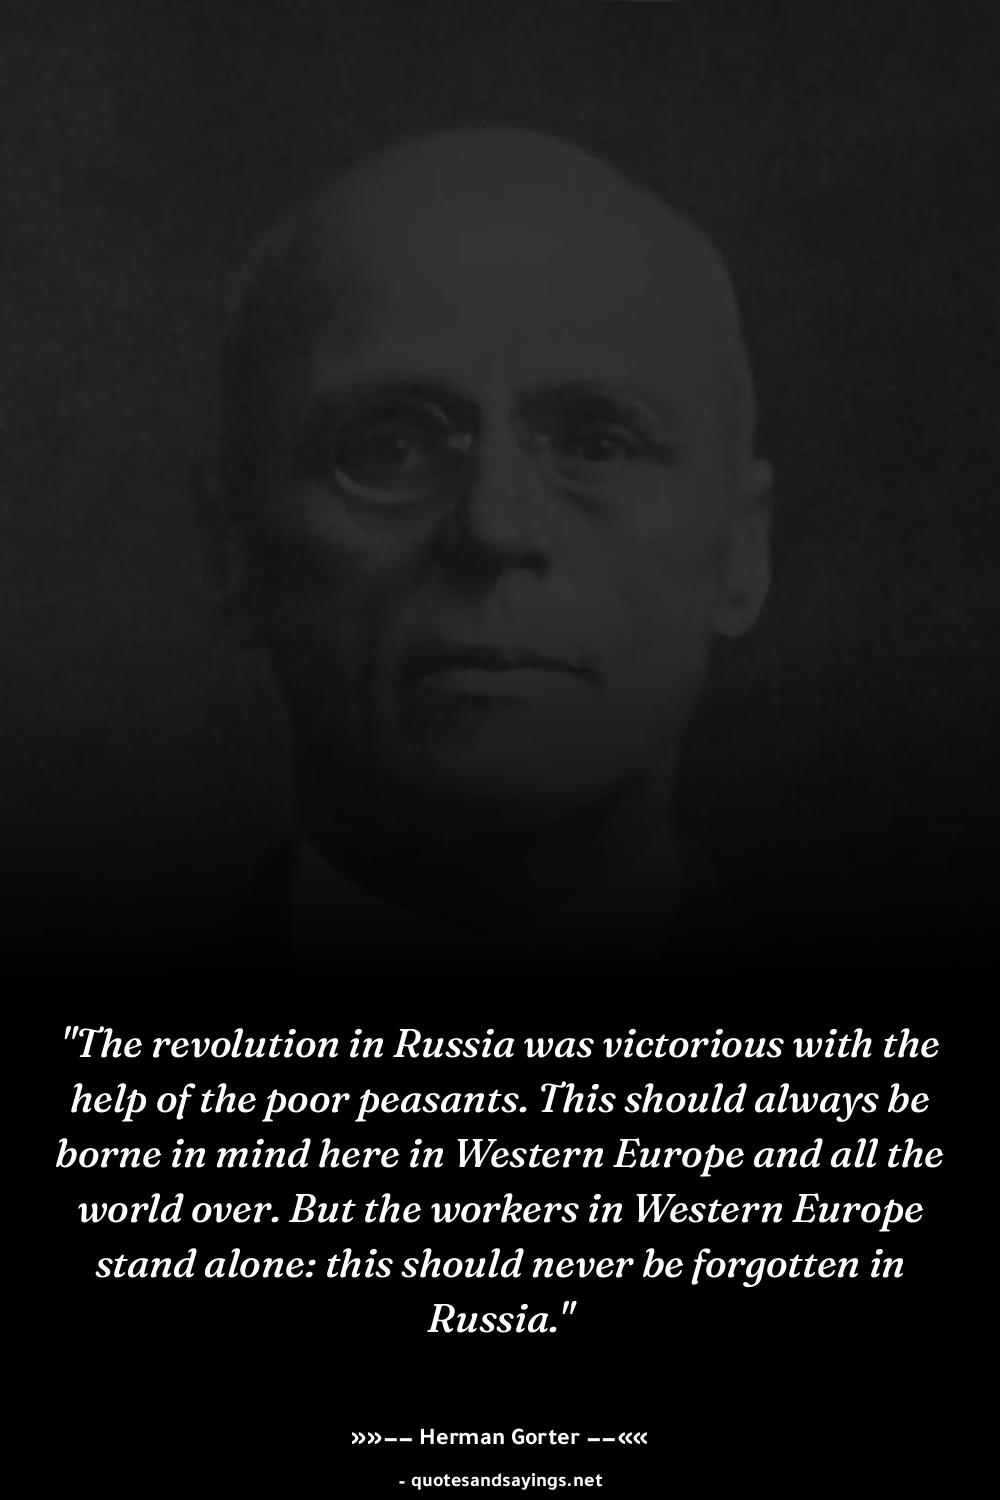 "The revolution in Russia was victorious with the
help of the poor peasants. This should always be
borne in mind here in Western Europe and all the
world over. But the workers in Western Europe
stand alone: this should never be forgotten in
Russia."
»»–– Herman Gorter ––««
- quotesandsayings.net